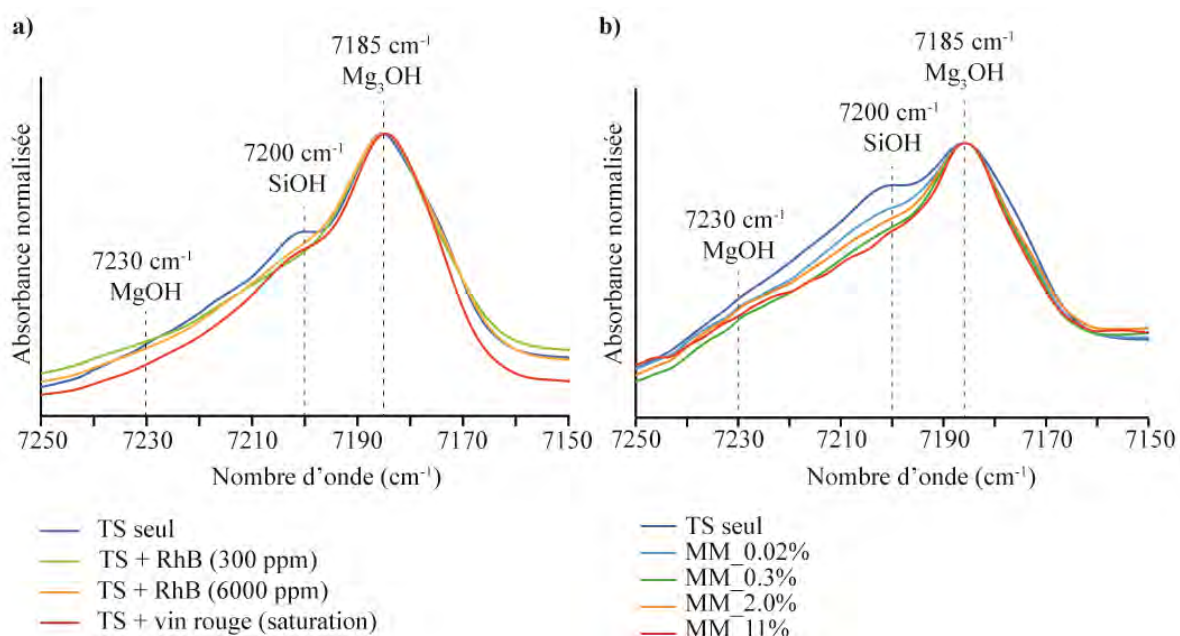 a)
7185 cm-1
Mg3OH
7200 cm-1
SiOH
7230 cm-1
MgOH
Absorbance normalisée
7250 7230 7210 7190 7170 7150
Nombre d'onde (cm-1)
TS seul
TS + RhB (300 ppm)
TS + RhB (6000 ppm)
TS + vin rouge (saturation)
b)
7185 cm-1
Mg3OH
7200 cm-1
SiOH
7230 cm-1
MgOH
Absorbance normalisée
7250 7230 7210 7190 7170 7150
Nombre d'onde (cm-1)
TS seul
MM_0.02%
MM_0.3%
MM_2.0%
MM_11%